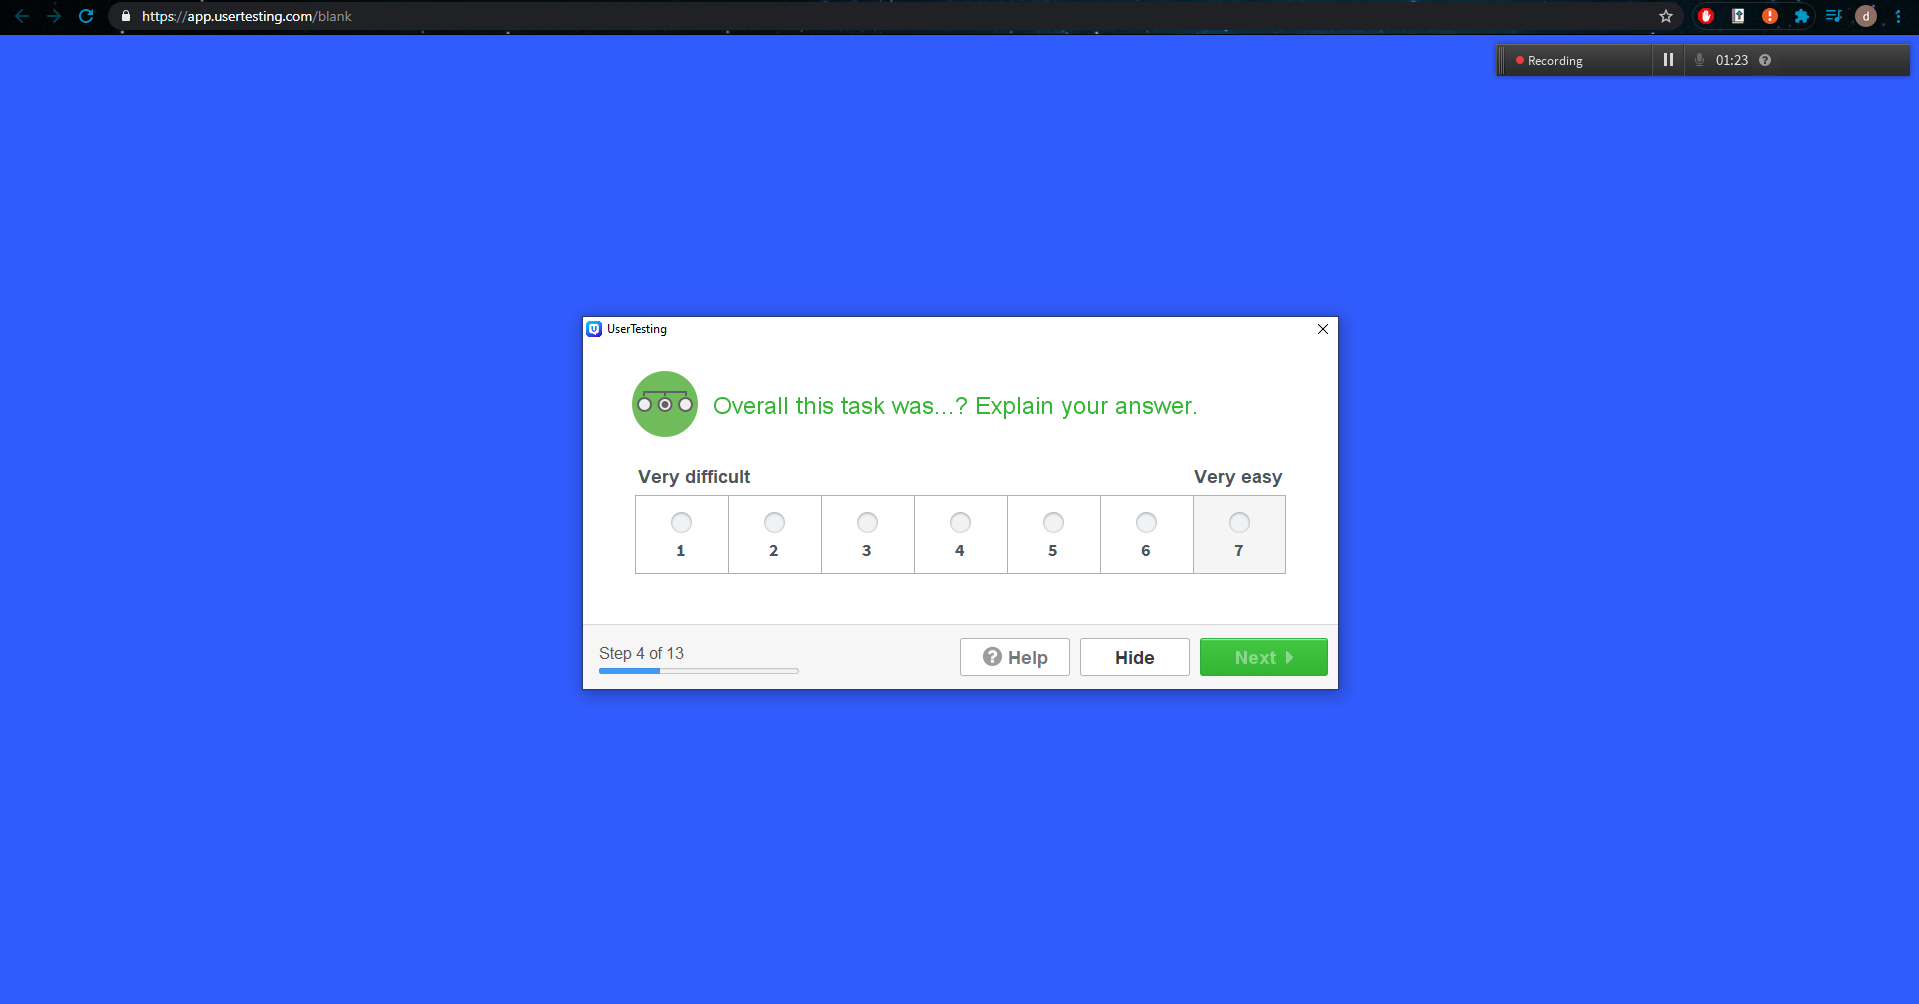 https://app.usertesting.com/blank
d
Recording
01:23
UserTesting
Overall this task was...? Explain your answer.
Very difficult
Very easy
1 2 3 4 5 6 7
Step 4 of 13
Help
Hide
Next